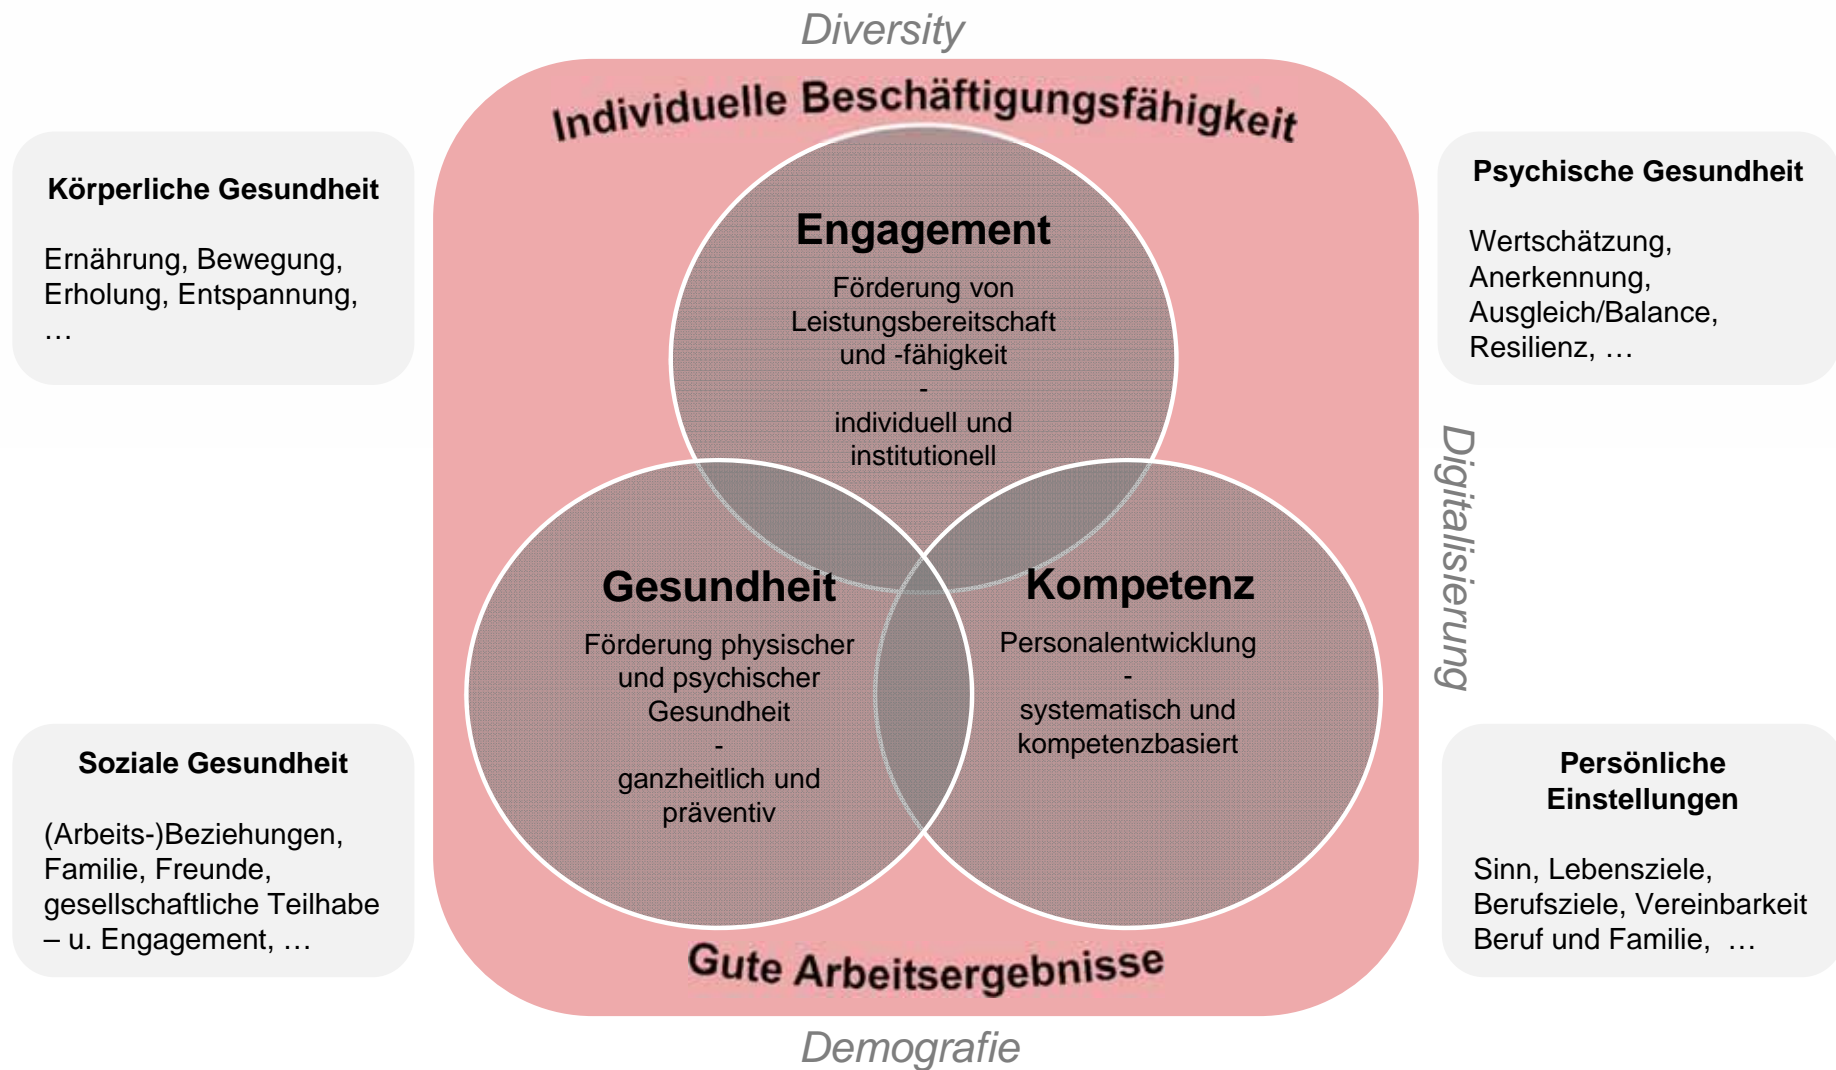 Diversity
Individuelle Beschäftigungsfähigkeit
Körperliche Gesundheit
Ernährung, Bewegung,
Erholung, Entspannung,
…
Psychische Gesundheit
Wertschätzung,
Anerkennung,
Ausgleich/Balance,
Resilienz, …
Engagement
Förderung von
Leistungsbereitschaft
und -fähigkeit
-
individuell und
institutionell
Digitalisierung
Gesundheit
Förderung physischer
und psychischer
Gesundheit
-
ganzheitlich und
präventiv
Kompetenz
Personalentwicklung
-
systematisch und
kompetenzbasiert
Soziale Gesundheit
(Arbeits-)Beziehungen,
Familie, Freunde,
gesellschaftliche Teilhabe
– u. Engagement, …
Persönliche
Einstellungen
Sinn, Lebensziele,
Berufsziele, Vereinbarkeit
Beruf und Familie, …
Gute Arbeitsergebnisse
Demografie